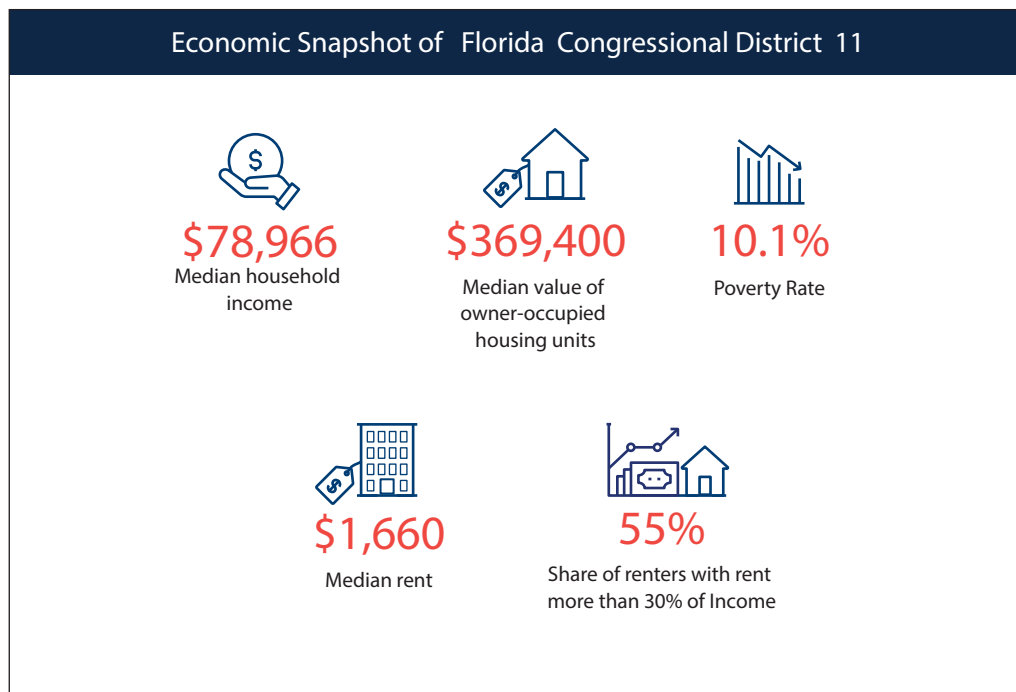 Economic Snapshot of Florida Congressional District 11
$
$
$78,966
Median household
income
$369,400
Median value of
owner-occupied
housing units
10.1%
Poverty Rate
$
$1,660
Median rent
55%
Share of renters with rent
more than 30% of Income